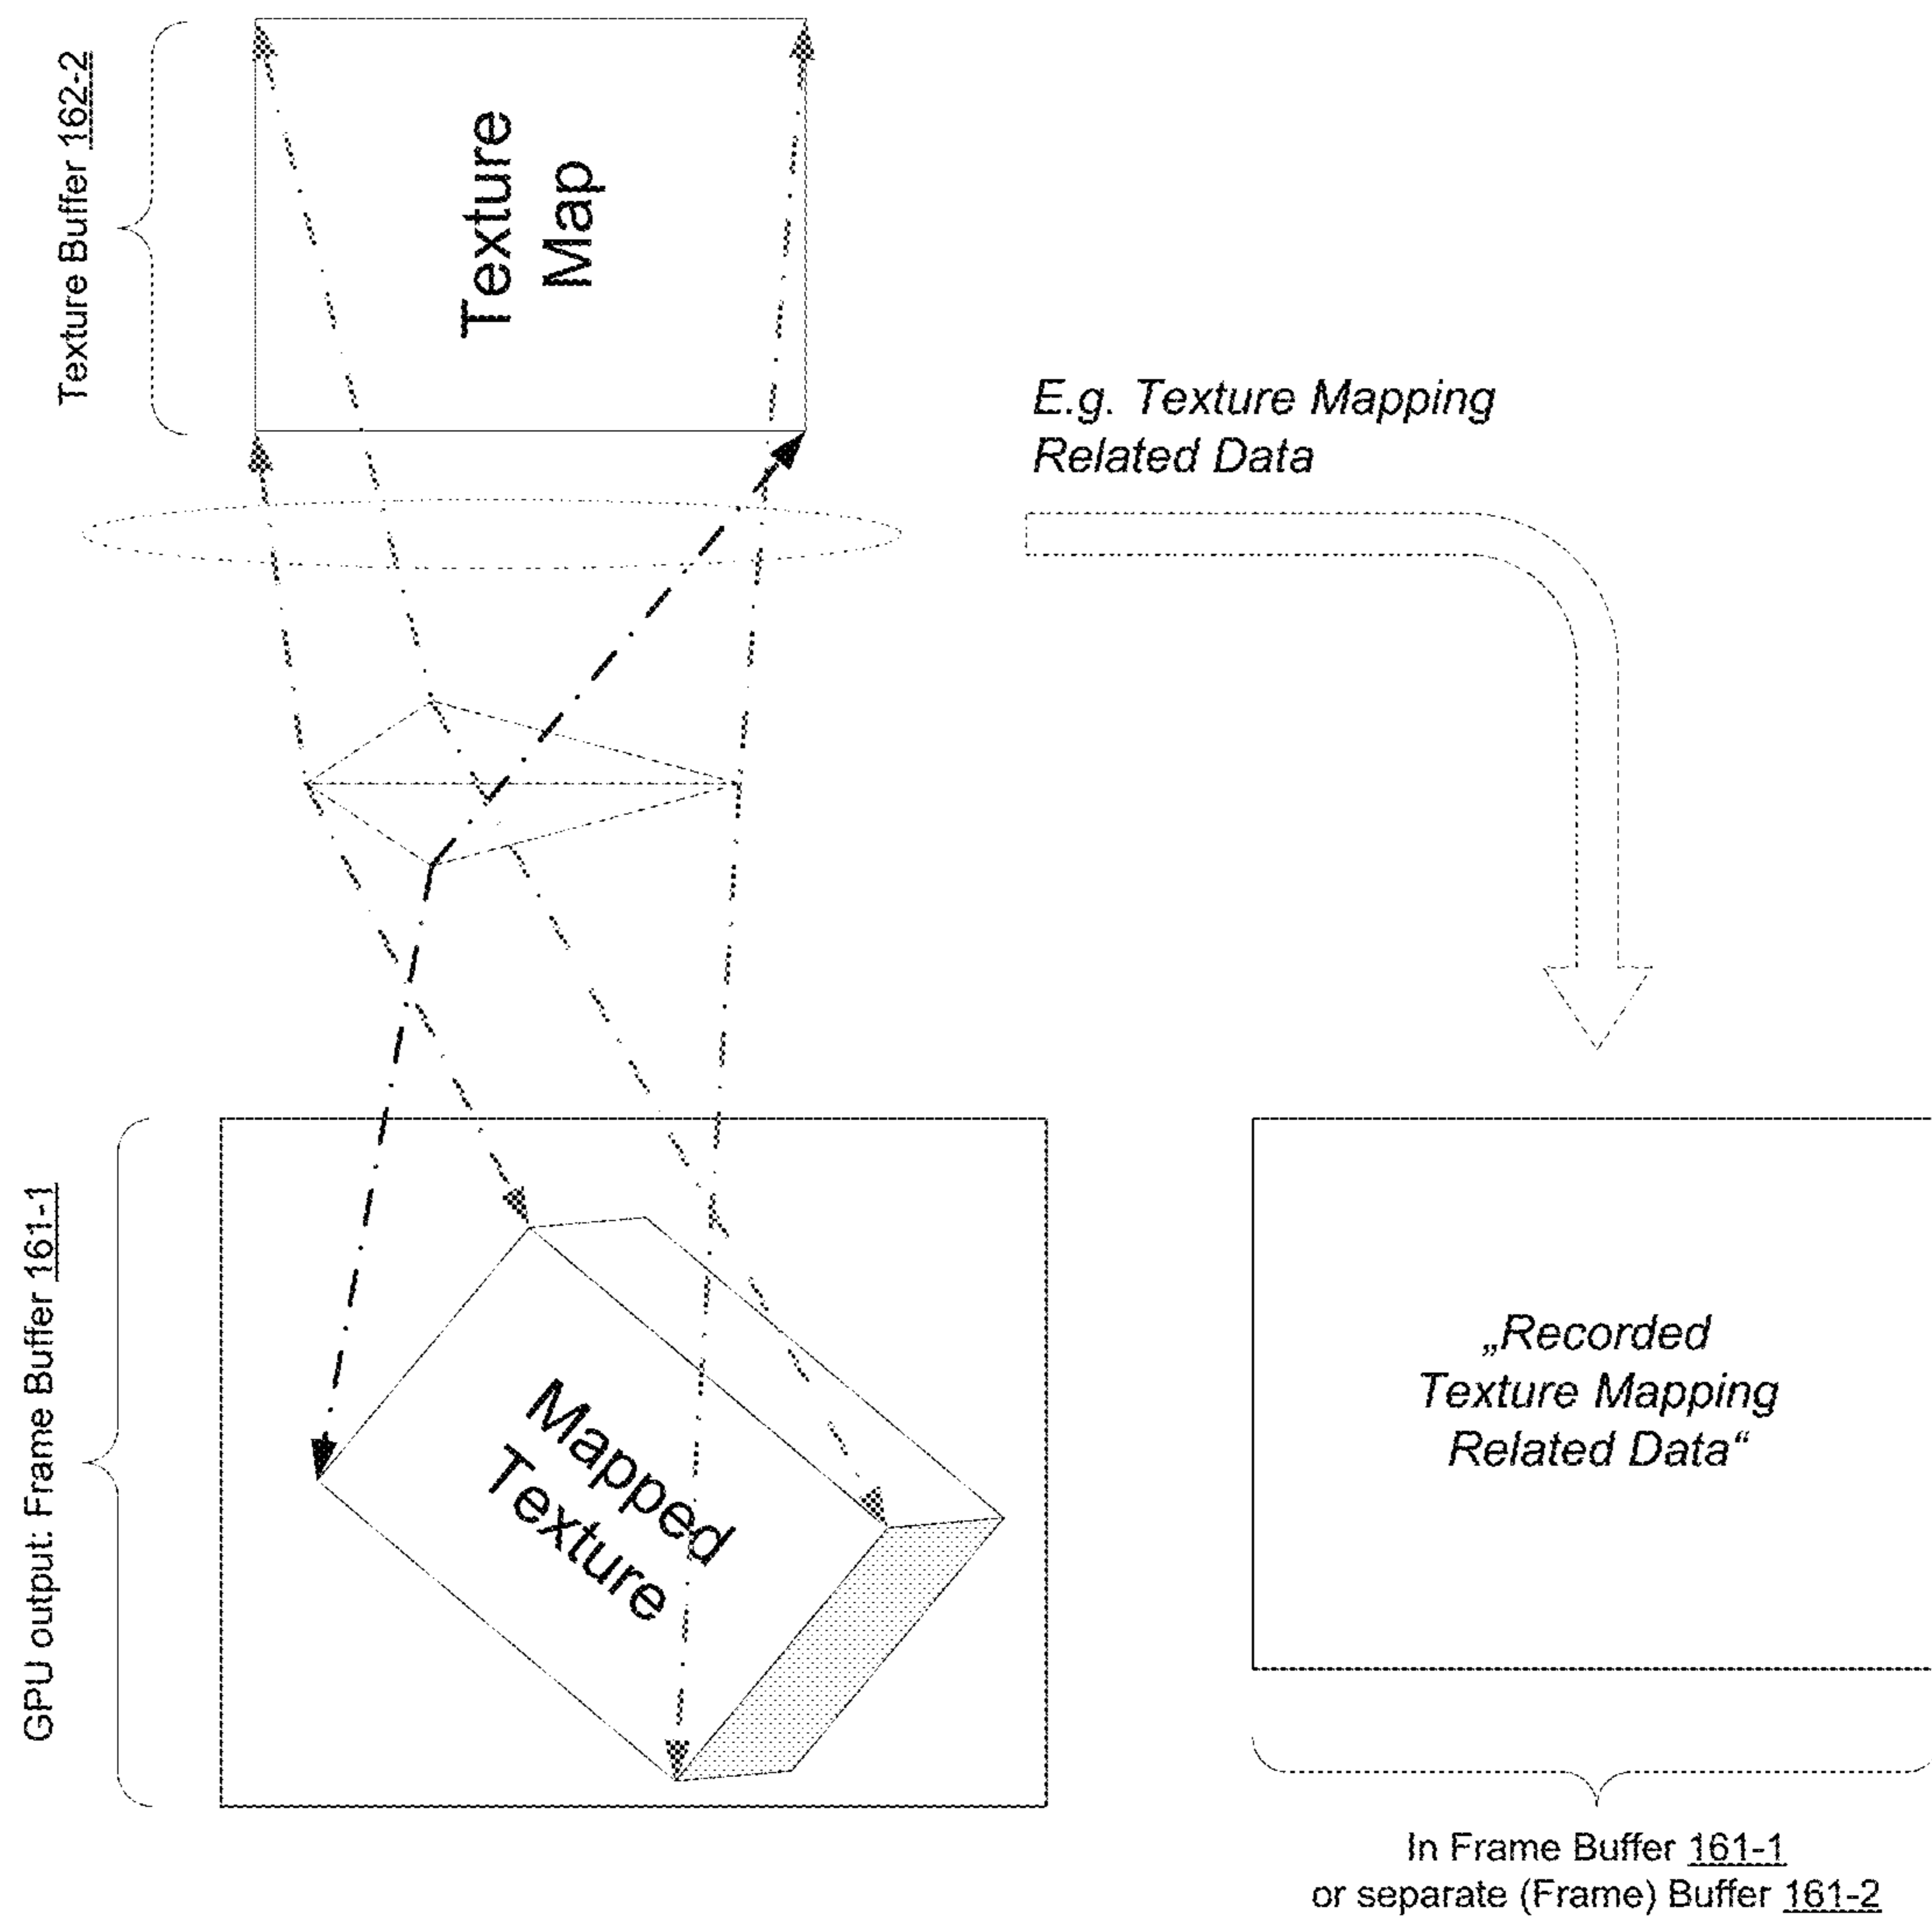 Texture Buffer 162-2
Texture
Map
E.g. Texture Mapping
Related Data
GPU output: Frame Buffer 161-1
Mapped
Texture
„Recorded
Texture Mapping
Related Data“
In Frame Buffer 161-1
or separate (Frame) Buffer 161-2